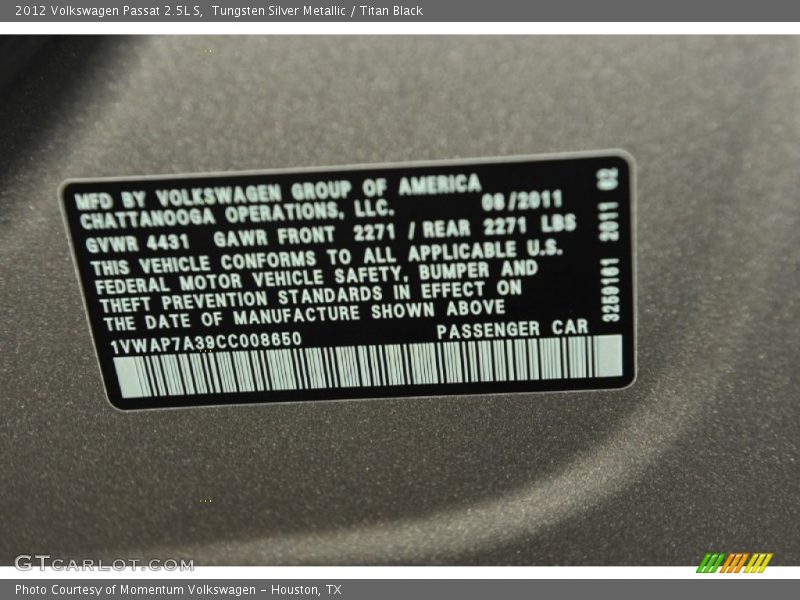 2012 Volkswagen Passat 2.5L S,  Tungsten Silver Metallic / Titan Black
MFD BY VOLKSWAGEN GROUP OF AMERICA
CHATTANOOGA OPERATIONS, LLC. 08/2011
GVWR 4431 GAWR FRONT 2271 / REAR 2271 LBS
THIS VEHICLE CONFORMS TO ALL APPLICABLE U.S.
FEDERAL MOTOR VEHICLE SAFETY, BUMPER AND
THEFT PREVENTION STANDARDS IN EFFECT ON
THE DATE OF MANUFACTURE SHOWN ABOVE
1VWAP7A39CC008650 PASSENGER CAR
3259161 2011 02
GTCARLOT.COM
Photo Courtesy of Momentum Volkswagen - Houston, TX